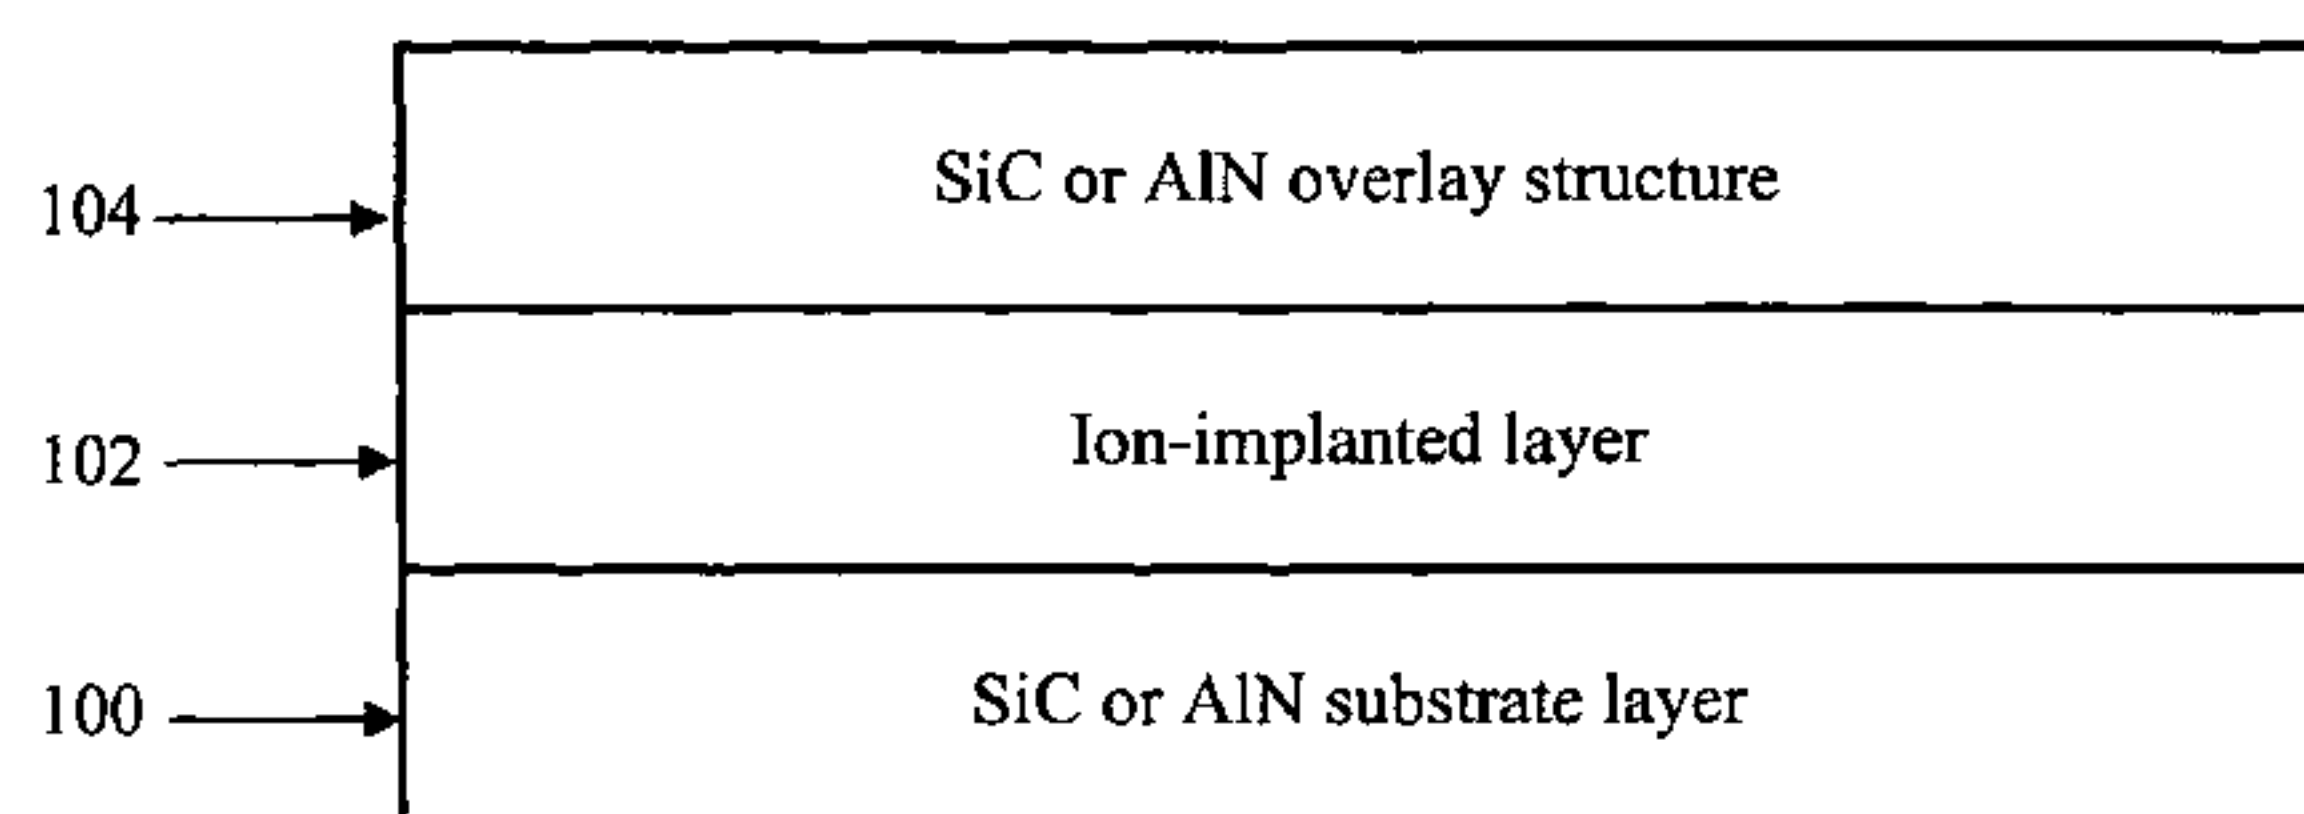 SiC or AlN overlay structure
104
Ion-implanted layer
102
SiC or AlN substrate layer
100